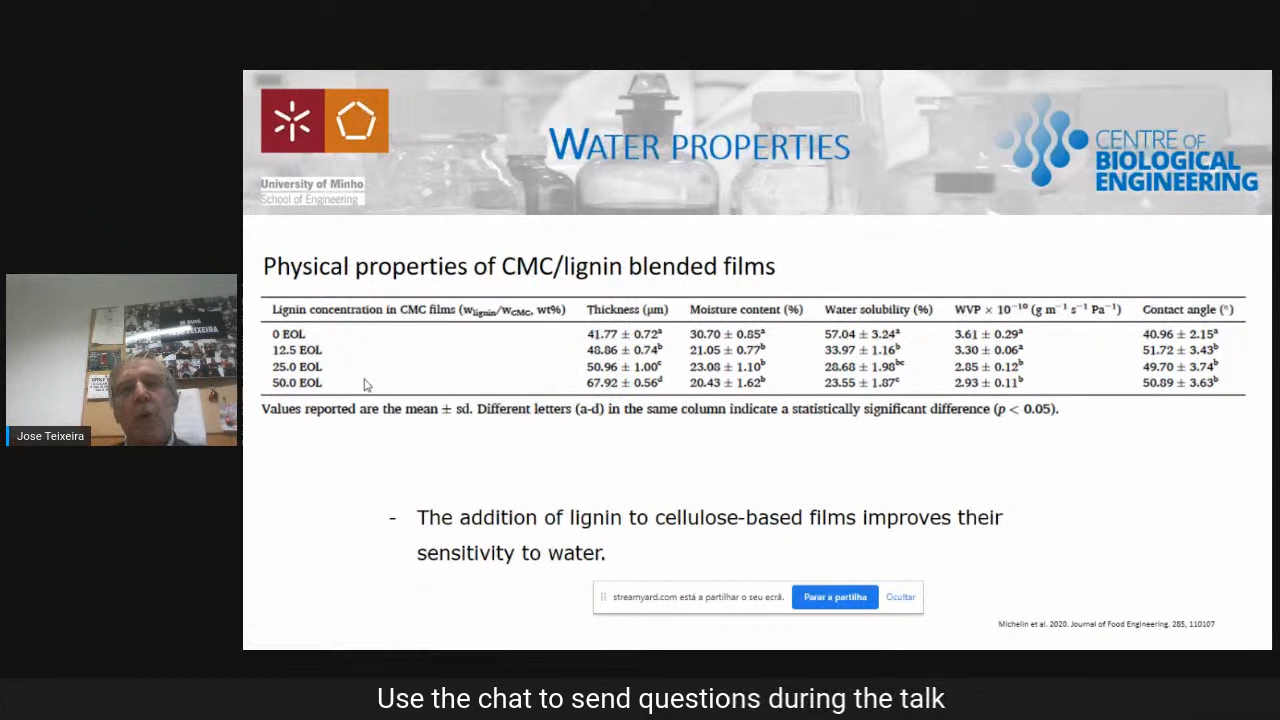 University of Minho
School of Engineering
WATER PROPERTIES
CENTRE OF
BIOLOGICAL
ENGINEERING
Physical properties of CMC/lignin blended films
Lignin concentration in CMC films (wlignin/wCMC, wt%) Thickness (μm) Moisture content (%) Water solubility (%) WVP × 10⁻¹⁰ (g m⁻¹ s⁻¹ Pa⁻¹) Contact angle (°)
0 EOL 41.77 ± 0.72ᵃ 30.70 ± 0.85ᵃ 57.04 ± 3.24ᵃ 3.61 ± 0.29ᵃ 40.96 ± 2.15ᵃ
12.5 EOL 48.86 ± 0.74ᵇ 21.05 ± 0.77ᵇ 33.97 ± 1.16ᵇ 3.30 ± 0.06ᵃ 51.72 ± 3.43ᵇ
25.0 EOL 50.96 ± 1.00ᶜ 23.08 ± 1.10ᵇ 28.68 ± 1.98ᵇᶜ 2.85 ± 0.12ᵇ 49.70 ± 3.74ᵇ
50.0 EOL 67.92 ± 0.56ᵈ 20.43 ± 1.62ᵇ 23.55 ± 1.87ᶜ 2.93 ± 0.11ᵇ 50.89 ± 3.63ᵇ
Values reported are the mean ± sd. Different letters (a-d) in the same column indicate a statistically significant difference (p < 0.05).
- The addition of lignin to cellulose-based films improves their
sensitivity to water.
streamyard.com está a partilhar o seu ecrã. Parar a partilha Ocultar
Michelin et al. 2020. Journal of Food Engineering. 285, 110107
JE SUIS
TEIXEIRA
Jose Teixeira
Use the chat to send questions during the talk